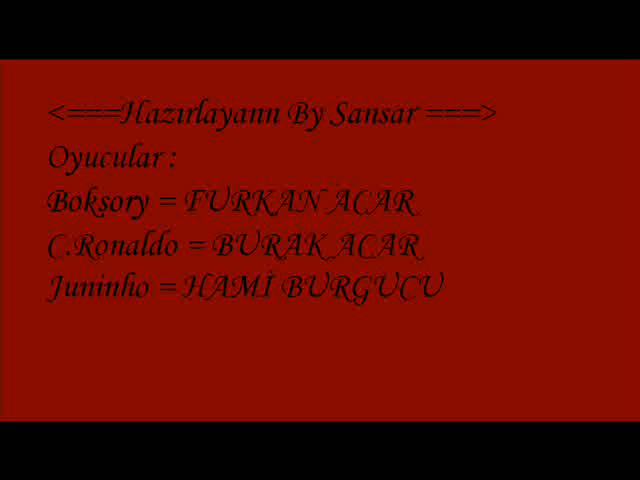 <===Hazırlayann By Sansar ===>
Oyucular :
Boksory = FURKAN ACAR
C.Ronaldo = BURAK ACAR
Juninho = HAMİ BURGUCU